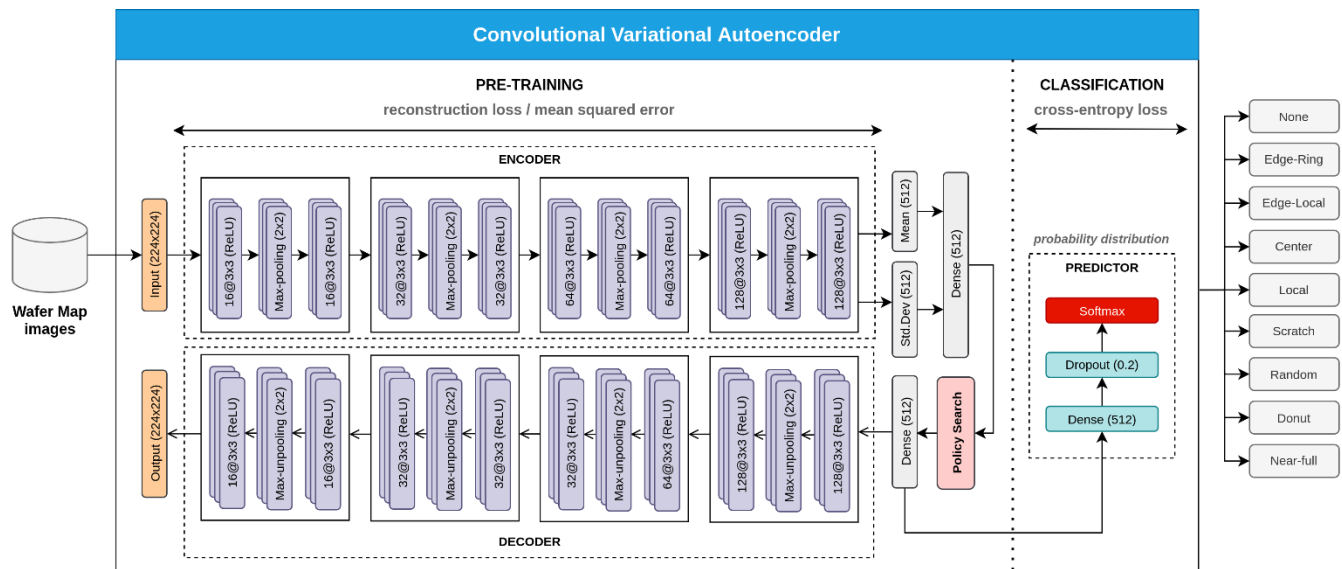 Convolutional Variational Autoencoder
PRE-TRAINING
reconstruction loss / mean squared error
CLASSIFICATION
cross-entropy loss
Wafer Map
images
Input (224x224)
ENCODER
16@3x3 (ReLU)
Max-pooling (2x2)
16@3x3 (ReLU)
32@3x3 (ReLU)
Max-pooling (2x2)
32@3x3 (ReLU)
64@3x3 (ReLU)
Max-pooling (2x2)
64@3x3 (ReLU)
128@3x3 (ReLU)
Max-pooling (2x2)
128@3x3 (ReLU)
Mean (512)
Std.Dev (512)
Dense (512)
Output (224x224)
16@3x3 (ReLU)
Max-unpooling (2x2)
16@3x3 (ReLU)
32@3x3 (ReLU)
Max-unpooling (2x2)
32@3x3 (ReLU)
32@3x3 (ReLU)
Max-unpooling (2x2)
64@3x3 (ReLU)
128@3x3 (ReLU)
Max-unpooling (2x2)
128@3x3 (ReLU)
DECODER
Dense (512)
Policy Search
probability distribution
PREDICTOR
Softmax
Dropout (0.2)
Dense (512)
None
Edge-Ring
Edge-Local
Center
Local
Scratch
Random
Donut
Near-full